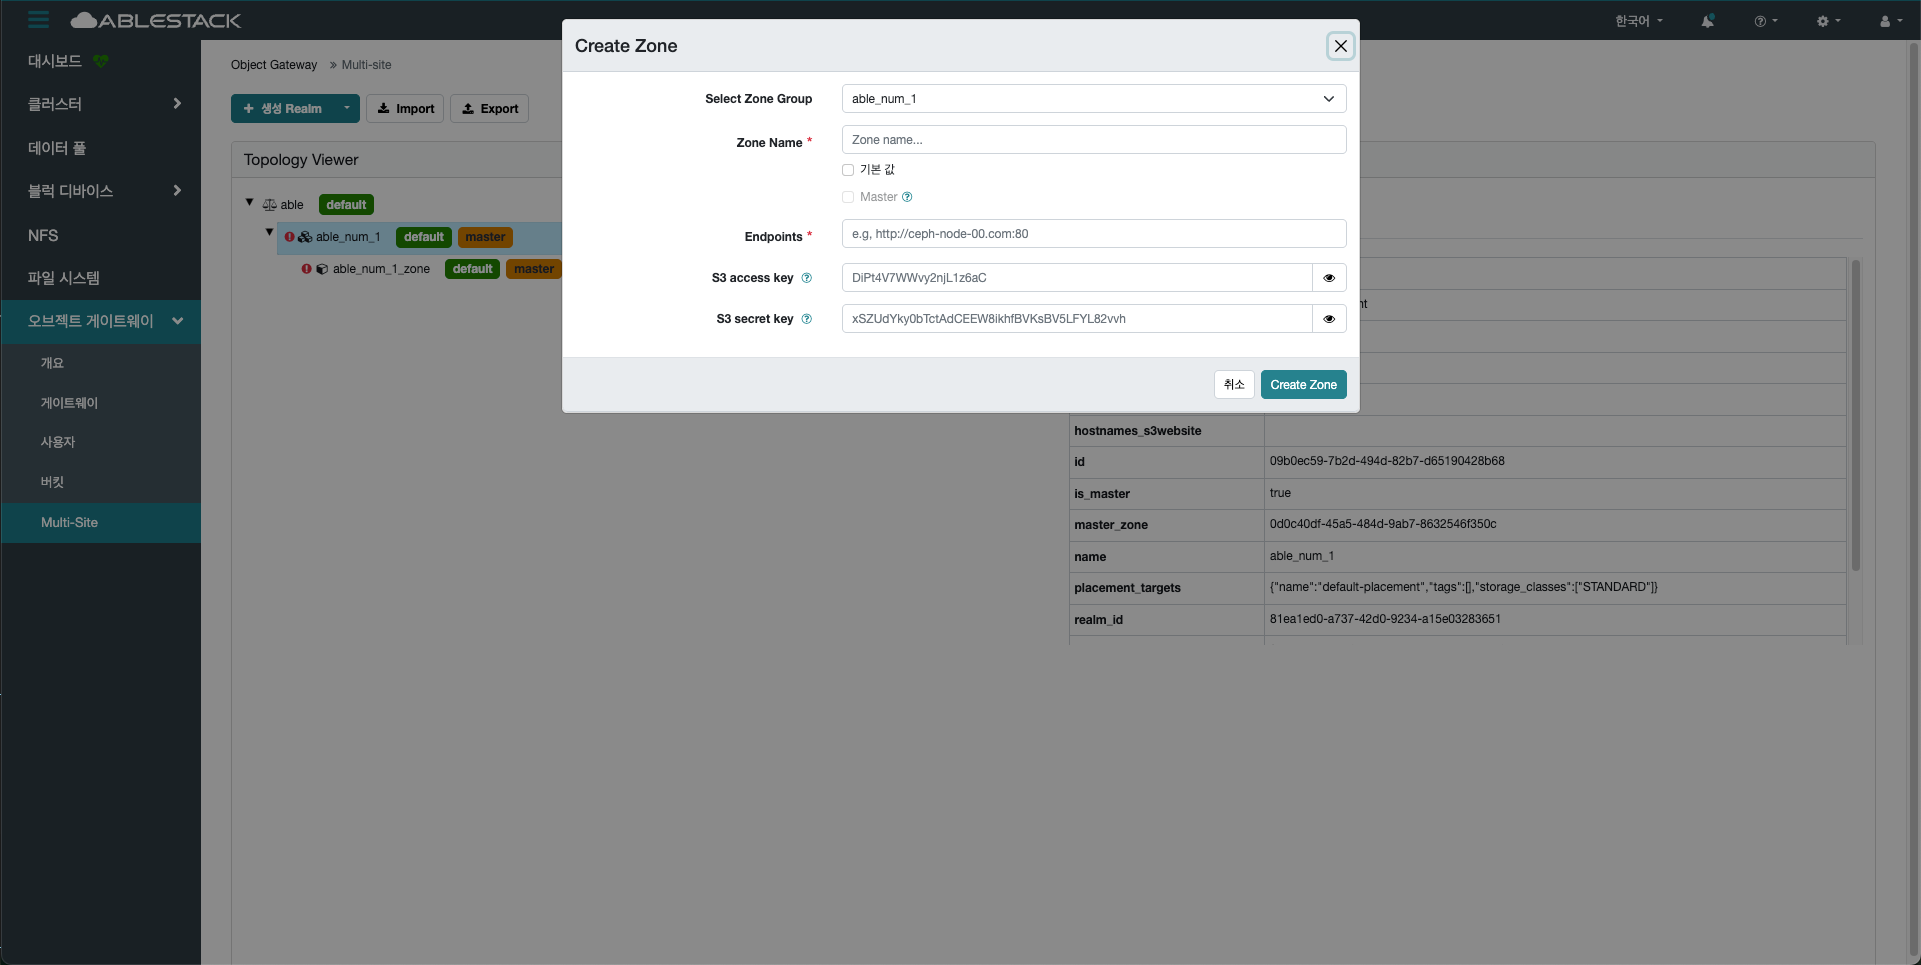 ABLESTACK
한국어
대시보드
클러스터
데이터 풀
블럭 디바이스
NFS
파일 시스템
오브젝트 게이트웨이
개요
게이트웨이
사용자
버킷
Multi-Site
Object Gateway » Multi-site
+ 생성 Realm
Import
Export
Topology Viewer
able default
able_num_1 default master
able_num_1_zone default master
Create Zone
Select Zone Group able_num_1
Zone Name * Zone name...
기본 값
Master
Endpoints * e.g, http://ceph-node-00.com:80
S3 access key DiPt4V7WWvy2njL1z6aC
S3 secret key xSZUdYky0bTctAdCEEW8ikhfBVKsBV5LFYL82vvh
취소
Create Zone
nt
hostnames_s3website
id 09b0ec59-7b2d-494d-82b7-d65190428b68
is_master true
master_zone 0d0c40df-45a5-484d-9ab7-8632546f350c
name able_num_1
placement_targets {"name":"default-placement","tags":[],"storage_classes":["STANDARD"]}
realm_id 81ea1ed0-a737-42d0-9234-a15e03283651